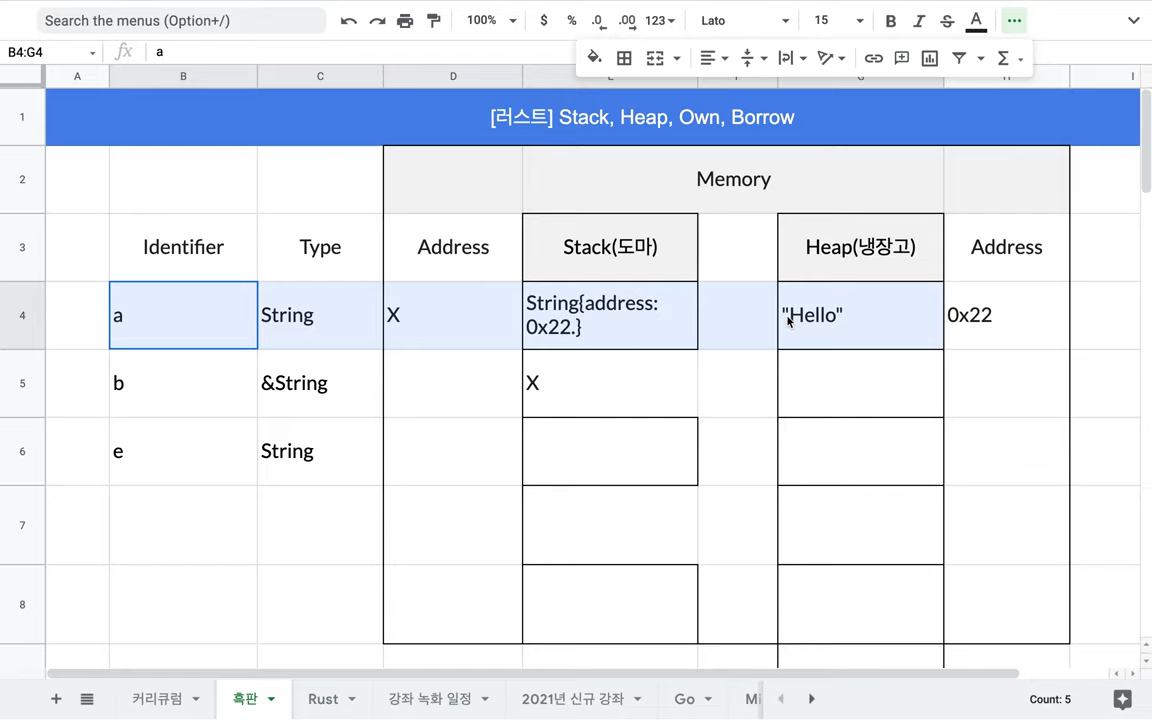 Search the menus (Option+/)
100%
$ % .0 .00 123
Lato
15
B I S A
B4:G4
fx a
A B C D E F G H I
1 [러스트] Stack, Heap, Own, Borrow
2 Memory
3 Identifier Type Address Stack(도마) Heap(냉장고) Address
4 a String X String{address: 0x22.} "Hello" 0x22
5 b &String X
6 e String
7
8
커리큘럼 흑판 Rust 강좌 녹화 일정 2021년 신규 강좌 Go Mi
Count: 5